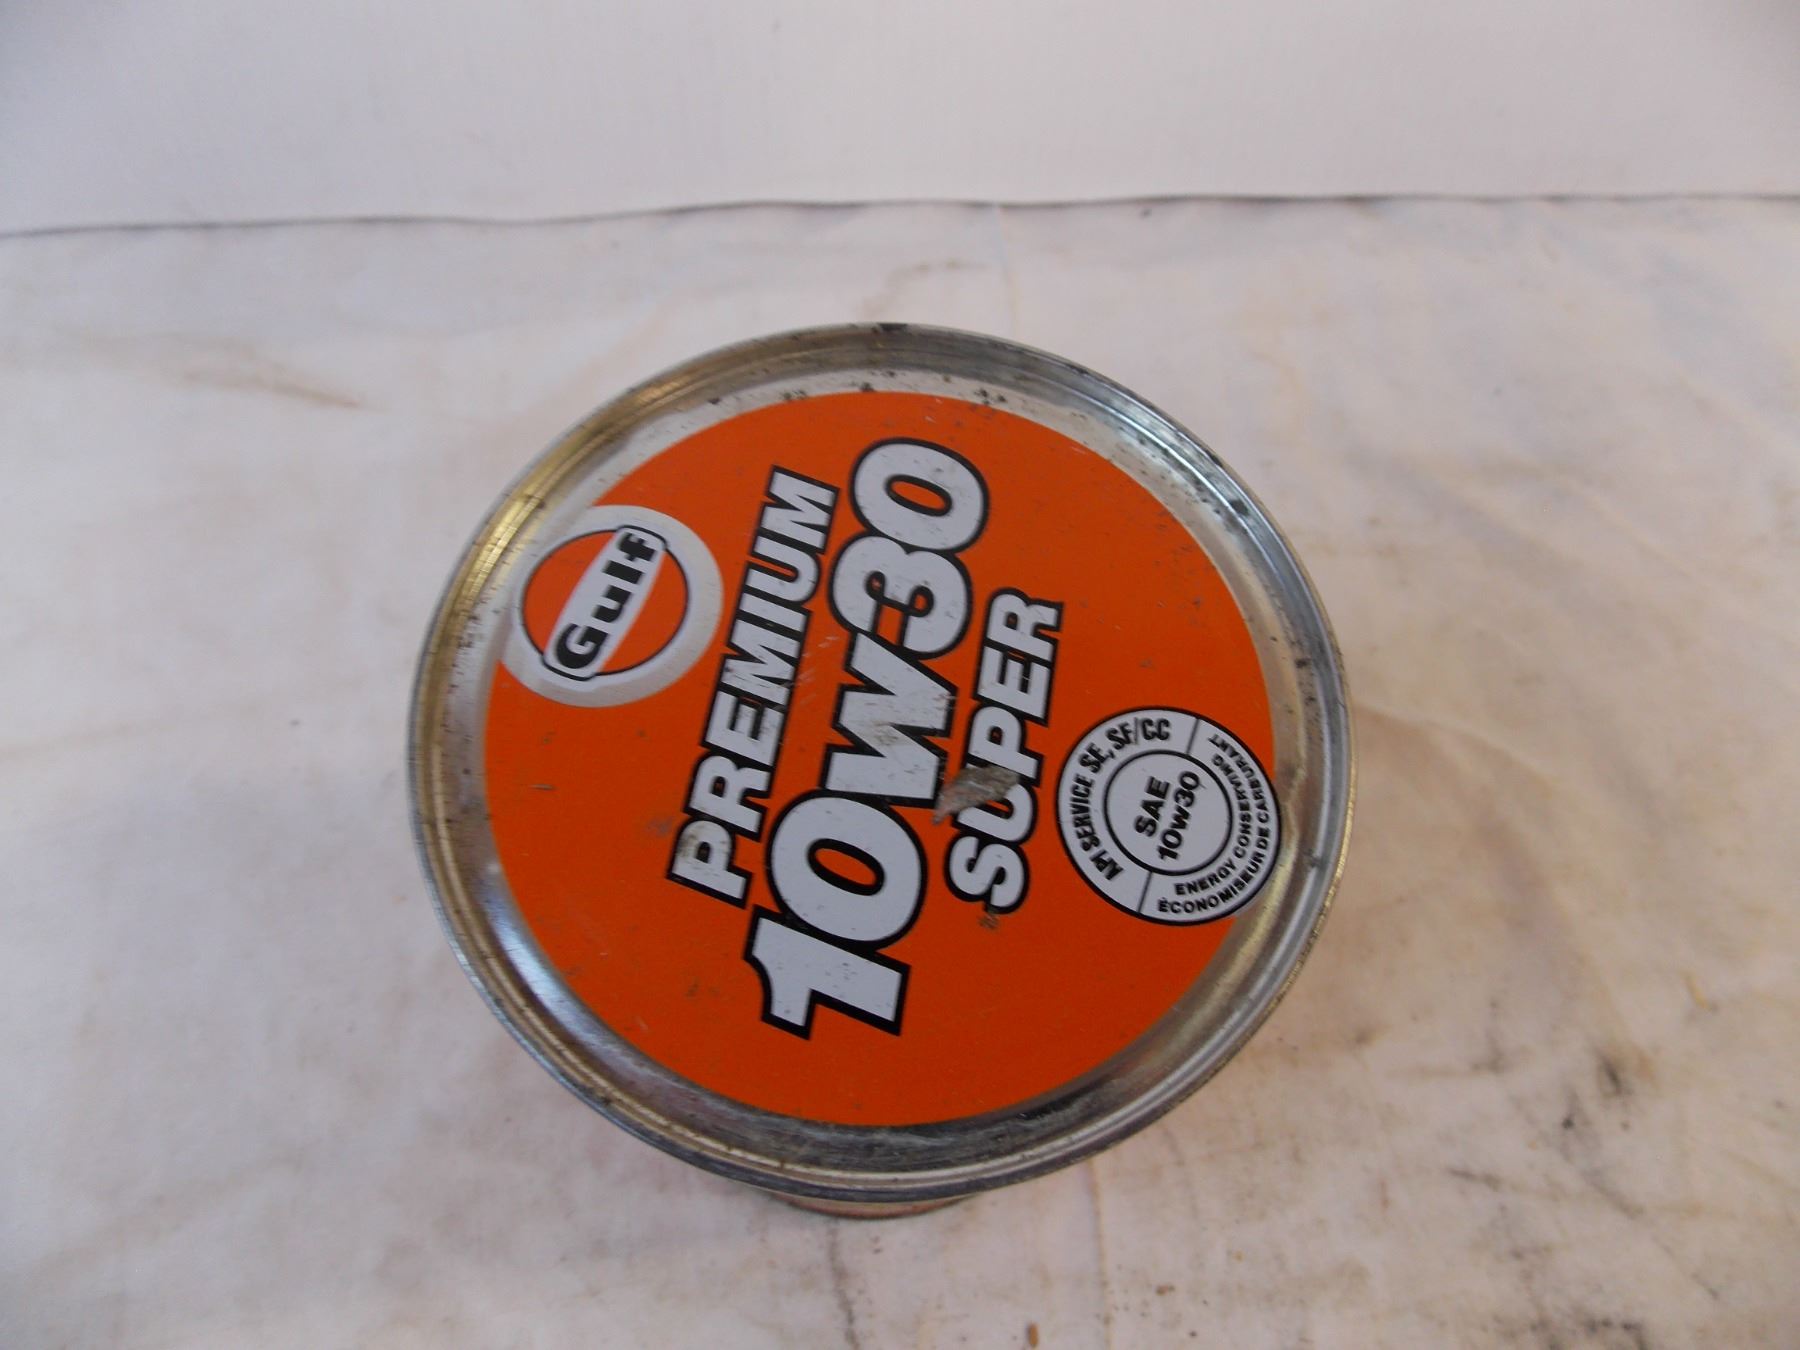 Gulf
PREMIUM
10W30
SUPER
API SERVICE SE, SF/CC
SAE
10W30
ENERGY CONSERVING
ÉCONOMISEUR DE CARBURANT